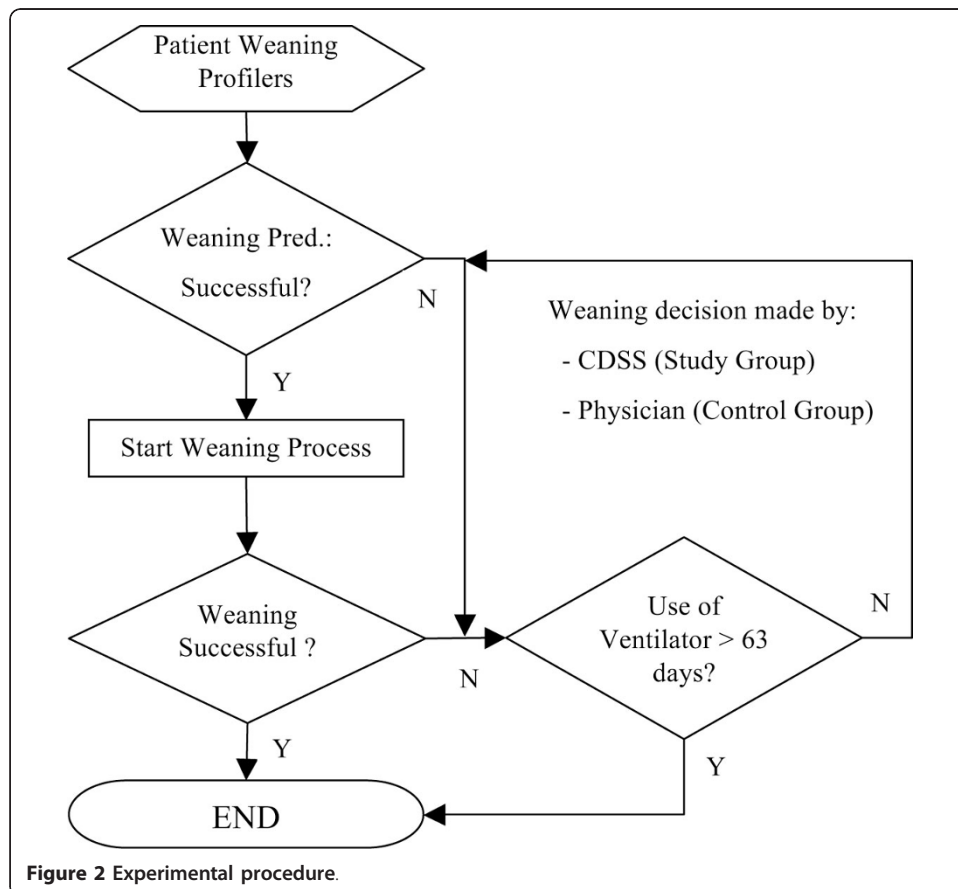 Patient Weaning
Profilers
Weaning Pred.:
Successful?
N
Y
Weaning decision made by:
- CDSS (Study Group)
- Physician (Control Group)
Start Weaning Process
Weaning
Successful ?
N
Y
Use of
Ventilator > 63
days?
N
Y
END
Figure 2 Experimental procedure.